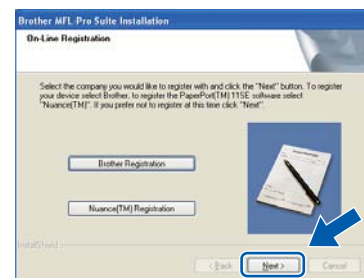 Brother MFL-Pro Suite Installation
On-Line Registration
Select the company you would like to register with and click the "Next" button. To register
your device select Brother, to register the PaperPort(TM) 11SE software select
"Nuance(TM)". If you prefer not to register at this time click "Next".
Brother Registration
Nuance(TM) Registration
InstallShield
< Back Next > Cancel